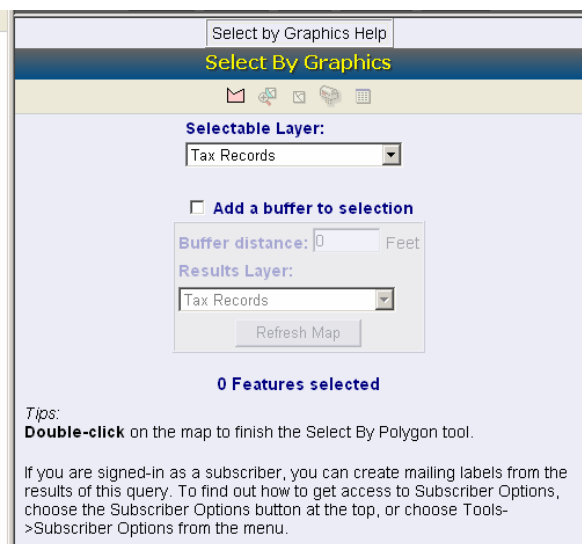 Select by Graphics Help
Select By Graphics
Selectable Layer:
Tax Records
Add a buffer to selection
Buffer distance: 0 Feet
Results Layer:
Tax Records
Refresh Map
0 Features selected
Tips:
Double-click on the map to finish the Select By Polygon tool.
If you are signed-in as a subscriber, you can create mailing labels from the
results of this query. To find out how to get access to Subscriber Options,
choose the Subscriber Options button at the top, or choose Tools-
>Subscriber Options from the menu.